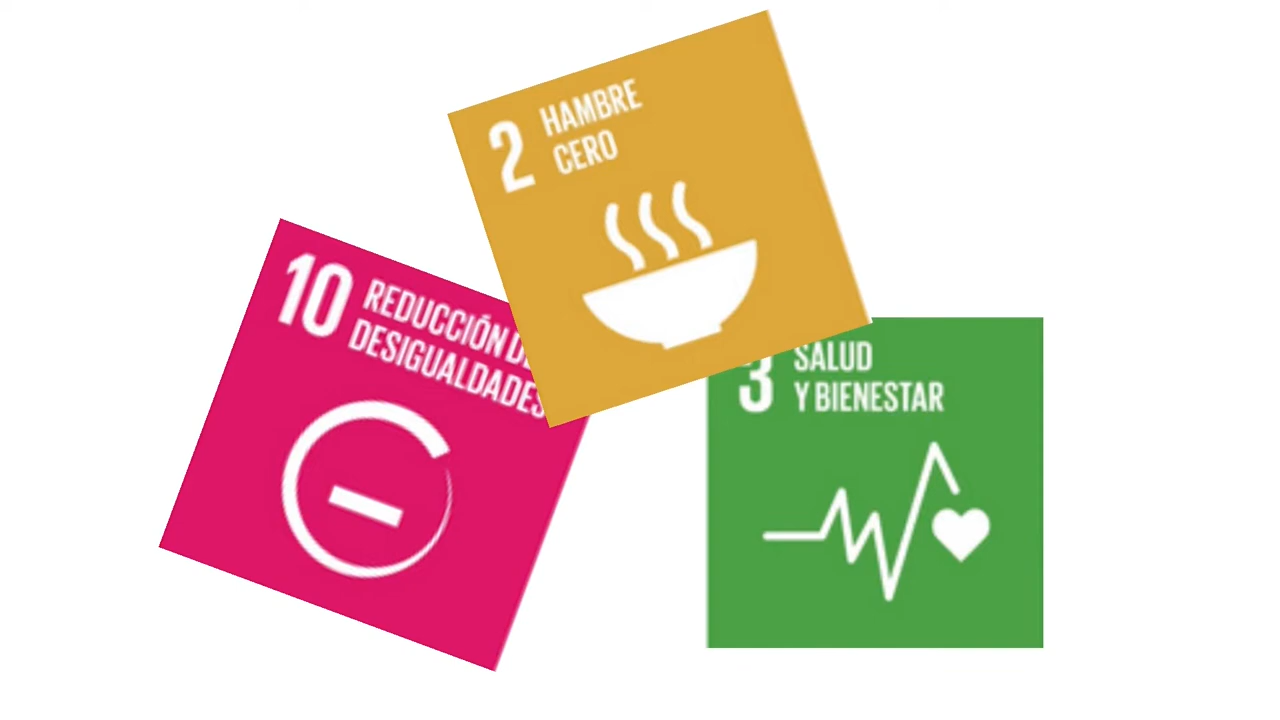 2
HAMBRE
CERO
10
REDUCCIÓN
DESIGUALDADES
3
SALUD
Y BIENESTAR